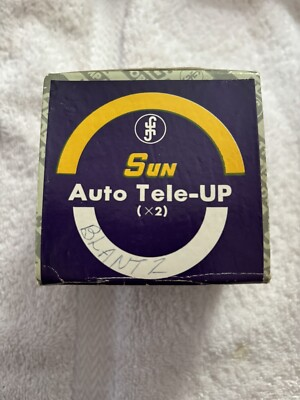 SUN
Auto Tele-UP
(×2)
BLANTZ